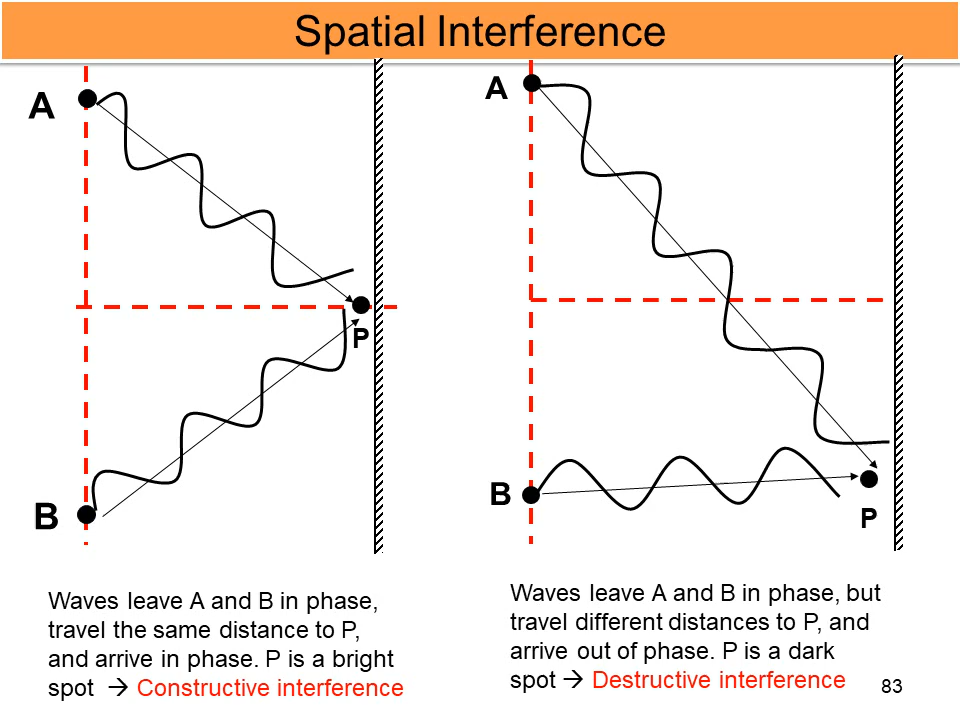 Spatial Interference
A
A
P
B
B
P
Waves leave A and B in phase,
travel the same distance to P,
and arrive in phase. P is a bright
spot → Constructive interference
Waves leave A and B in phase, but
travel different distances to P, and
arrive out of phase. P is a dark
spot → Destructive interference
83